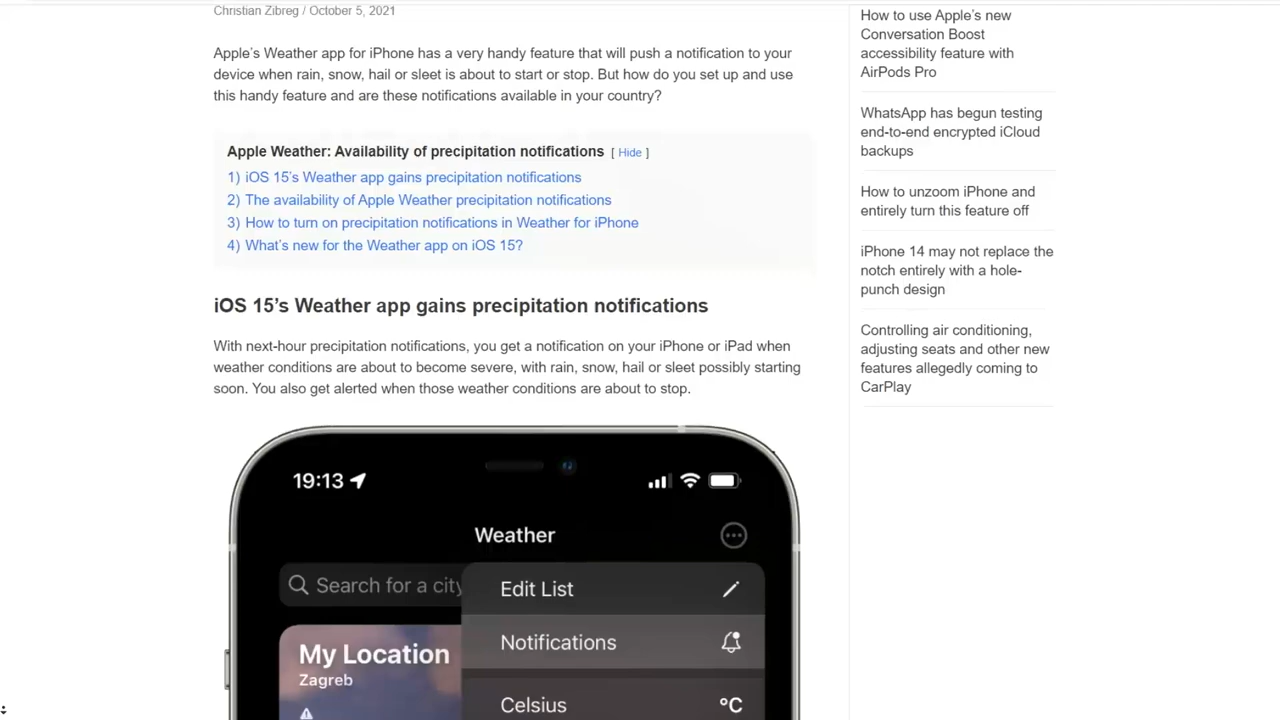 Christian Zibreg / October 5, 2021
Apple's Weather app for iPhone has a very handy feature that will push a notification to your
device when rain, snow, hail or sleet is about to start or stop. But how do you set up and use
this handy feature and are these notifications available in your country?
Apple Weather: Availability of precipitation notifications [ Hide ]
1) iOS 15's Weather app gains precipitation notifications
2) The availability of Apple Weather precipitation notifications
3) How to turn on precipitation notifications in Weather for iPhone
4) What's new for the Weather app on iOS 15?
iOS 15's Weather app gains precipitation notifications
With next-hour precipitation notifications, you get a notification on your iPhone or iPad when
weather conditions are about to become severe, with rain, snow, hail or sleet possibly starting
soon. You also get alerted when those weather conditions are about to stop.
19:13
Weather
Search for a city
Edit List
Notifications
My Location
Zagreb
Celsius °C
How to use Apple's new
Conversation Boost
accessibility feature with
AirPods Pro
WhatsApp has begun testing
end-to-end encrypted iCloud
backups
How to unzoom iPhone and
entirely turn this feature off
iPhone 14 may not replace the
notch entirely with a hole-
punch design
Controlling air conditioning,
adjusting seats and other new
features allegedly coming to
CarPlay